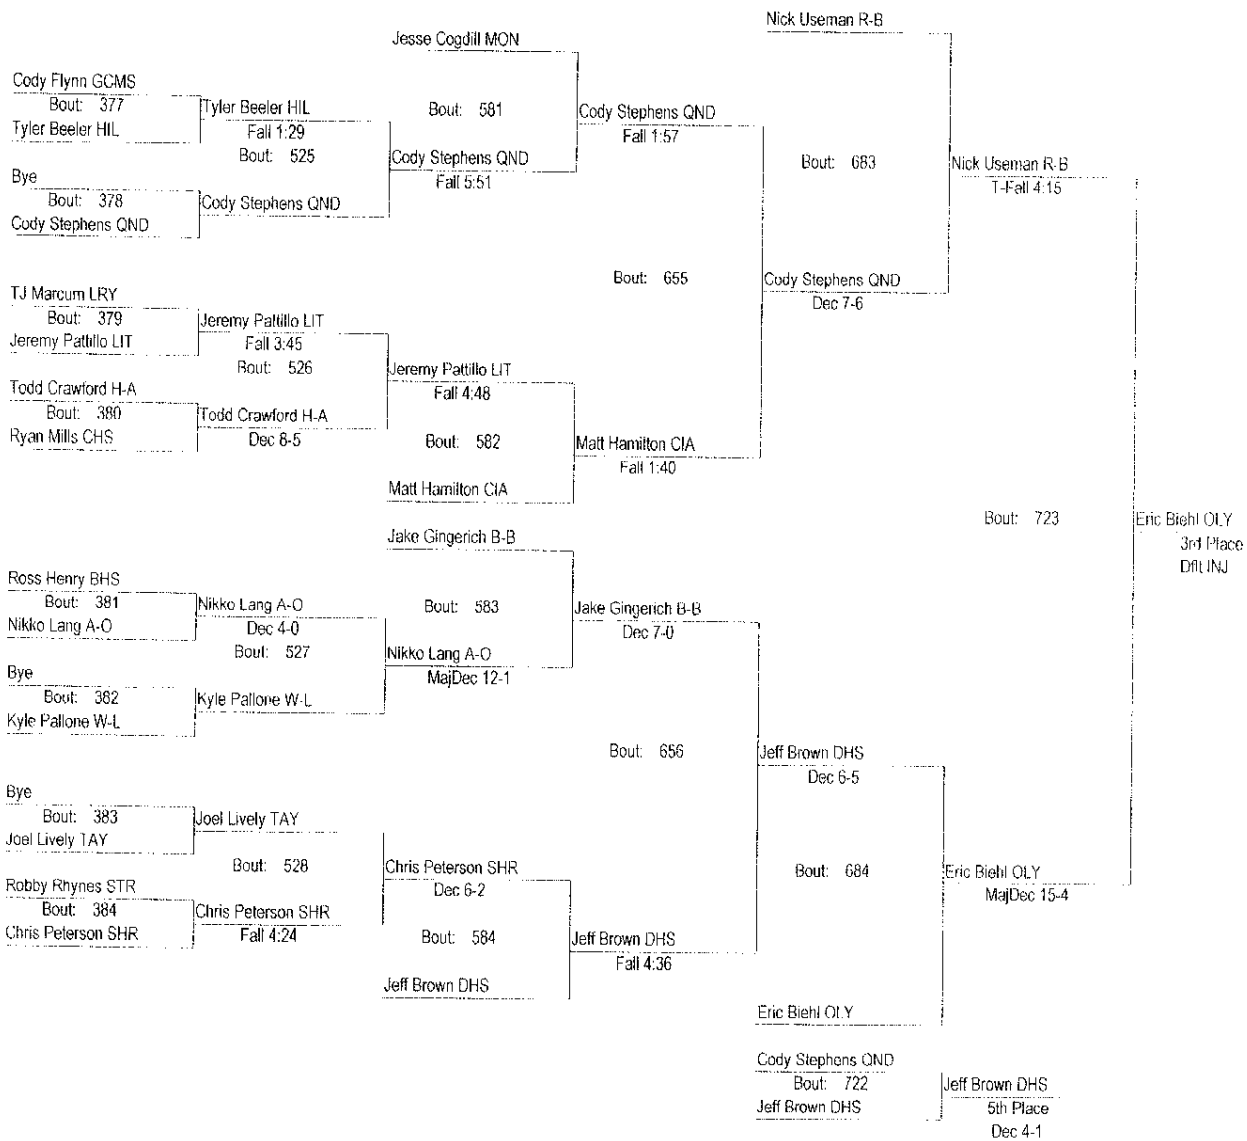 Nick Useman R-B
Jesse Cogdill MON
Cody Flynn GCMS
Bout: 377
Tyler Beeler HIL
Tyler Beeler HIL
Fall 1:29
Bout: 525
Bye
Bout: 378
Cody Stephens QND
Cody Stephens QND
Bout: 581
Cody Stephens QND
Fall 5:51
Cody Stephens QND
Fall 1:57
Bout: 683
Nick Useman R-B
T-Fall 4:15
Bout: 655
Cody Stephens QND
Dec 7-6
TJ Marcum LRY
Bout: 379
Jeremy Pattillo LIT
Jeremy Pattillo LIT
Fall 3:45
Bout: 526
Todd Crawford H-A
Bout: 380
Ryan Mills CHS
Todd Crawford H-A
Dec 8-5
Jeremy Pattillo LIT
Fall 4:48
Bout: 582
Matt Hamilton CIA
Matt Hamilton CIA
Fall 1:40
Bout: 723
Eric Biehl OLY
3rd Place
Dflt INJ
Jake Gingerich B-B
Ross Henry BHS
Bout: 381
Nikko Lang A-O
Nikko Lang A-O
Dec 4-0
Bout: 527
Bye
Bout: 382
Kyle Pallone W-L
Kyle Pallone W-L
Bout: 583
Nikko Lang A-O
MajDec 12-1
Jake Gingerich B-B
Dec 7-0
Bout: 656
Jeff Brown DHS
Dec 6-5
Bye
Bout: 383
Joel Lively TAY
Joel Lively TAY
Bout: 528
Robby Rhynes STR
Bout: 384
Chris Peterson SHR
Chris Peterson SHR
Fall 4:24
Chris Peterson SHR
Dec 6-2
Bout: 584
Jeff Brown DHS
Jeff Brown DHS
Fall 4:36
Bout: 684
Eric Biehl OLY
MajDec 15-4
Eric Biehl OLY
Cody Stephens QND
Bout: 722
Jeff Brown DHS
Jeff Brown DHS
5th Place
Dec 4-1